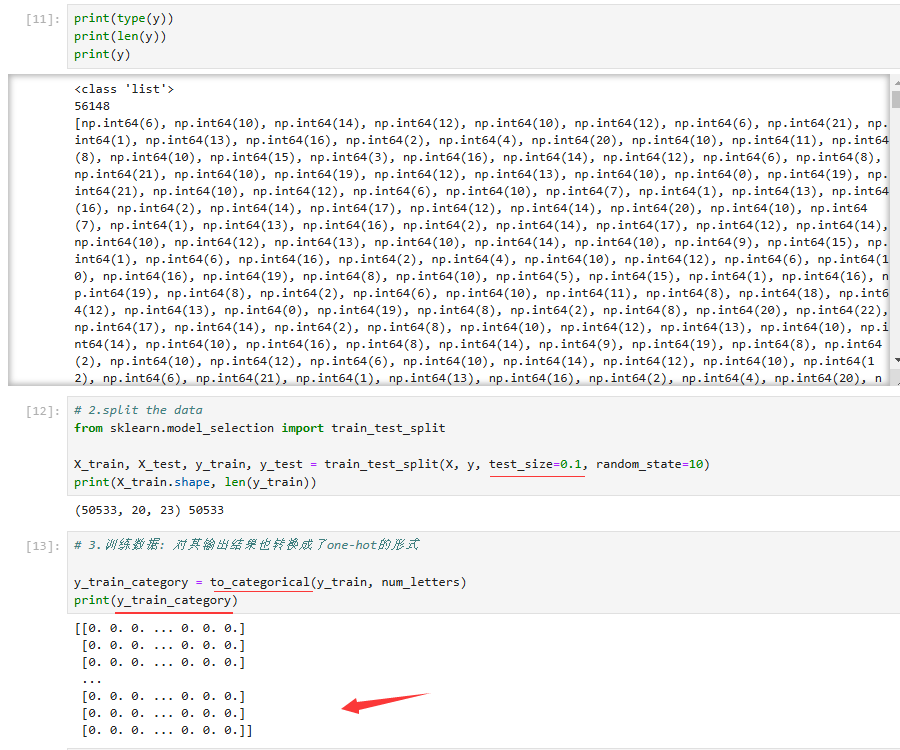 [11]: print(type(y))
print(len(y))
print(y)
<class 'list'>
56148
[np.int64(6), np.int64(10), np.int64(14), np.int64(12), np.int64(10), np.int64(12), np.int64(6), np.int64(21), np.
int64(1), np.int64(13), np.int64(16), np.int64(2), np.int64(4), np.int64(20), np.int64(10), np.int64(11), np.int64
(8), np.int64(10), np.int64(15), np.int64(3), np.int64(16), np.int64(14), np.int64(12), np.int64(6), np.int64(8),
np.int64(21), np.int64(10), np.int64(19), np.int64(12), np.int64(13), np.int64(10), np.int64(0), np.int64(19), np.
int64(21), np.int64(10), np.int64(12), np.int64(6), np.int64(10), np.int64(7), np.int64(1), np.int64(13), np.int64
(16), np.int64(2), np.int64(14), np.int64(17), np.int64(12), np.int64(14), np.int64(20), np.int64(10), np.int64
(7), np.int64(1), np.int64(13), np.int64(16), np.int64(2), np.int64(14), np.int64(17), np.int64(12), np.int64(14),
np.int64(10), np.int64(12), np.int64(13), np.int64(10), np.int64(14), np.int64(10), np.int64(9), np.int64(15), np.
int64(1), np.int64(6), np.int64(16), np.int64(2), np.int64(4), np.int64(10), np.int64(12), np.int64(6), np.int64(1
0), np.int64(16), np.int64(19), np.int64(8), np.int64(10), np.int64(5), np.int64(15), np.int64(1), np.int64(16), n
p.int64(19), np.int64(8), np.int64(2), np.int64(6), np.int64(10), np.int64(11), np.int64(8), np.int64(18), np.int6
4(12), np.int64(13), np.int64(0), np.int64(19), np.int64(8), np.int64(2), np.int64(8), np.int64(20), np.int64(22),
np.int64(17), np.int64(14), np.int64(2), np.int64(8), np.int64(10), np.int64(12), np.int64(13), np.int64(10), np.i
nt64(14), np.int64(10), np.int64(16), np.int64(8), np.int64(14), np.int64(9), np.int64(19), np.int64(8), np.int64
(2), np.int64(10), np.int64(12), np.int64(6), np.int64(10), np.int64(14), np.int64(12), np.int64(10), np.int64(1
2), np.int64(6), np.int64(21), np.int64(1), np.int64(13), np.int64(16), np.int64(2), np.int64(4), np.int64(20), n
[12]: # 2.split the data
from sklearn.model_selection import train_test_split
X_train, X_test, y_train, y_test = train_test_split(X, y, test_size=0.1, random_state=10)
print(X_train.shape, len(y_train))
(50533, 20, 23) 50533
[13]: # 3.训练数据: 对其输出结果也转换成了one-hot的形式
y_train_category = to_categorical(y_train, num_letters)
print(y_train_category)
[[0. 0. 0. ... 0. 0. 0.]
[0. 0. 0. ... 0. 0. 0.]
[0. 0. 0. ... 0. 0. 0.]
...
[0. 0. 0. ... 0. 0. 0.]
[0. 0. 0. ... 0. 0. 0.]
[0. 0. 0. ... 0. 0. 0.]]